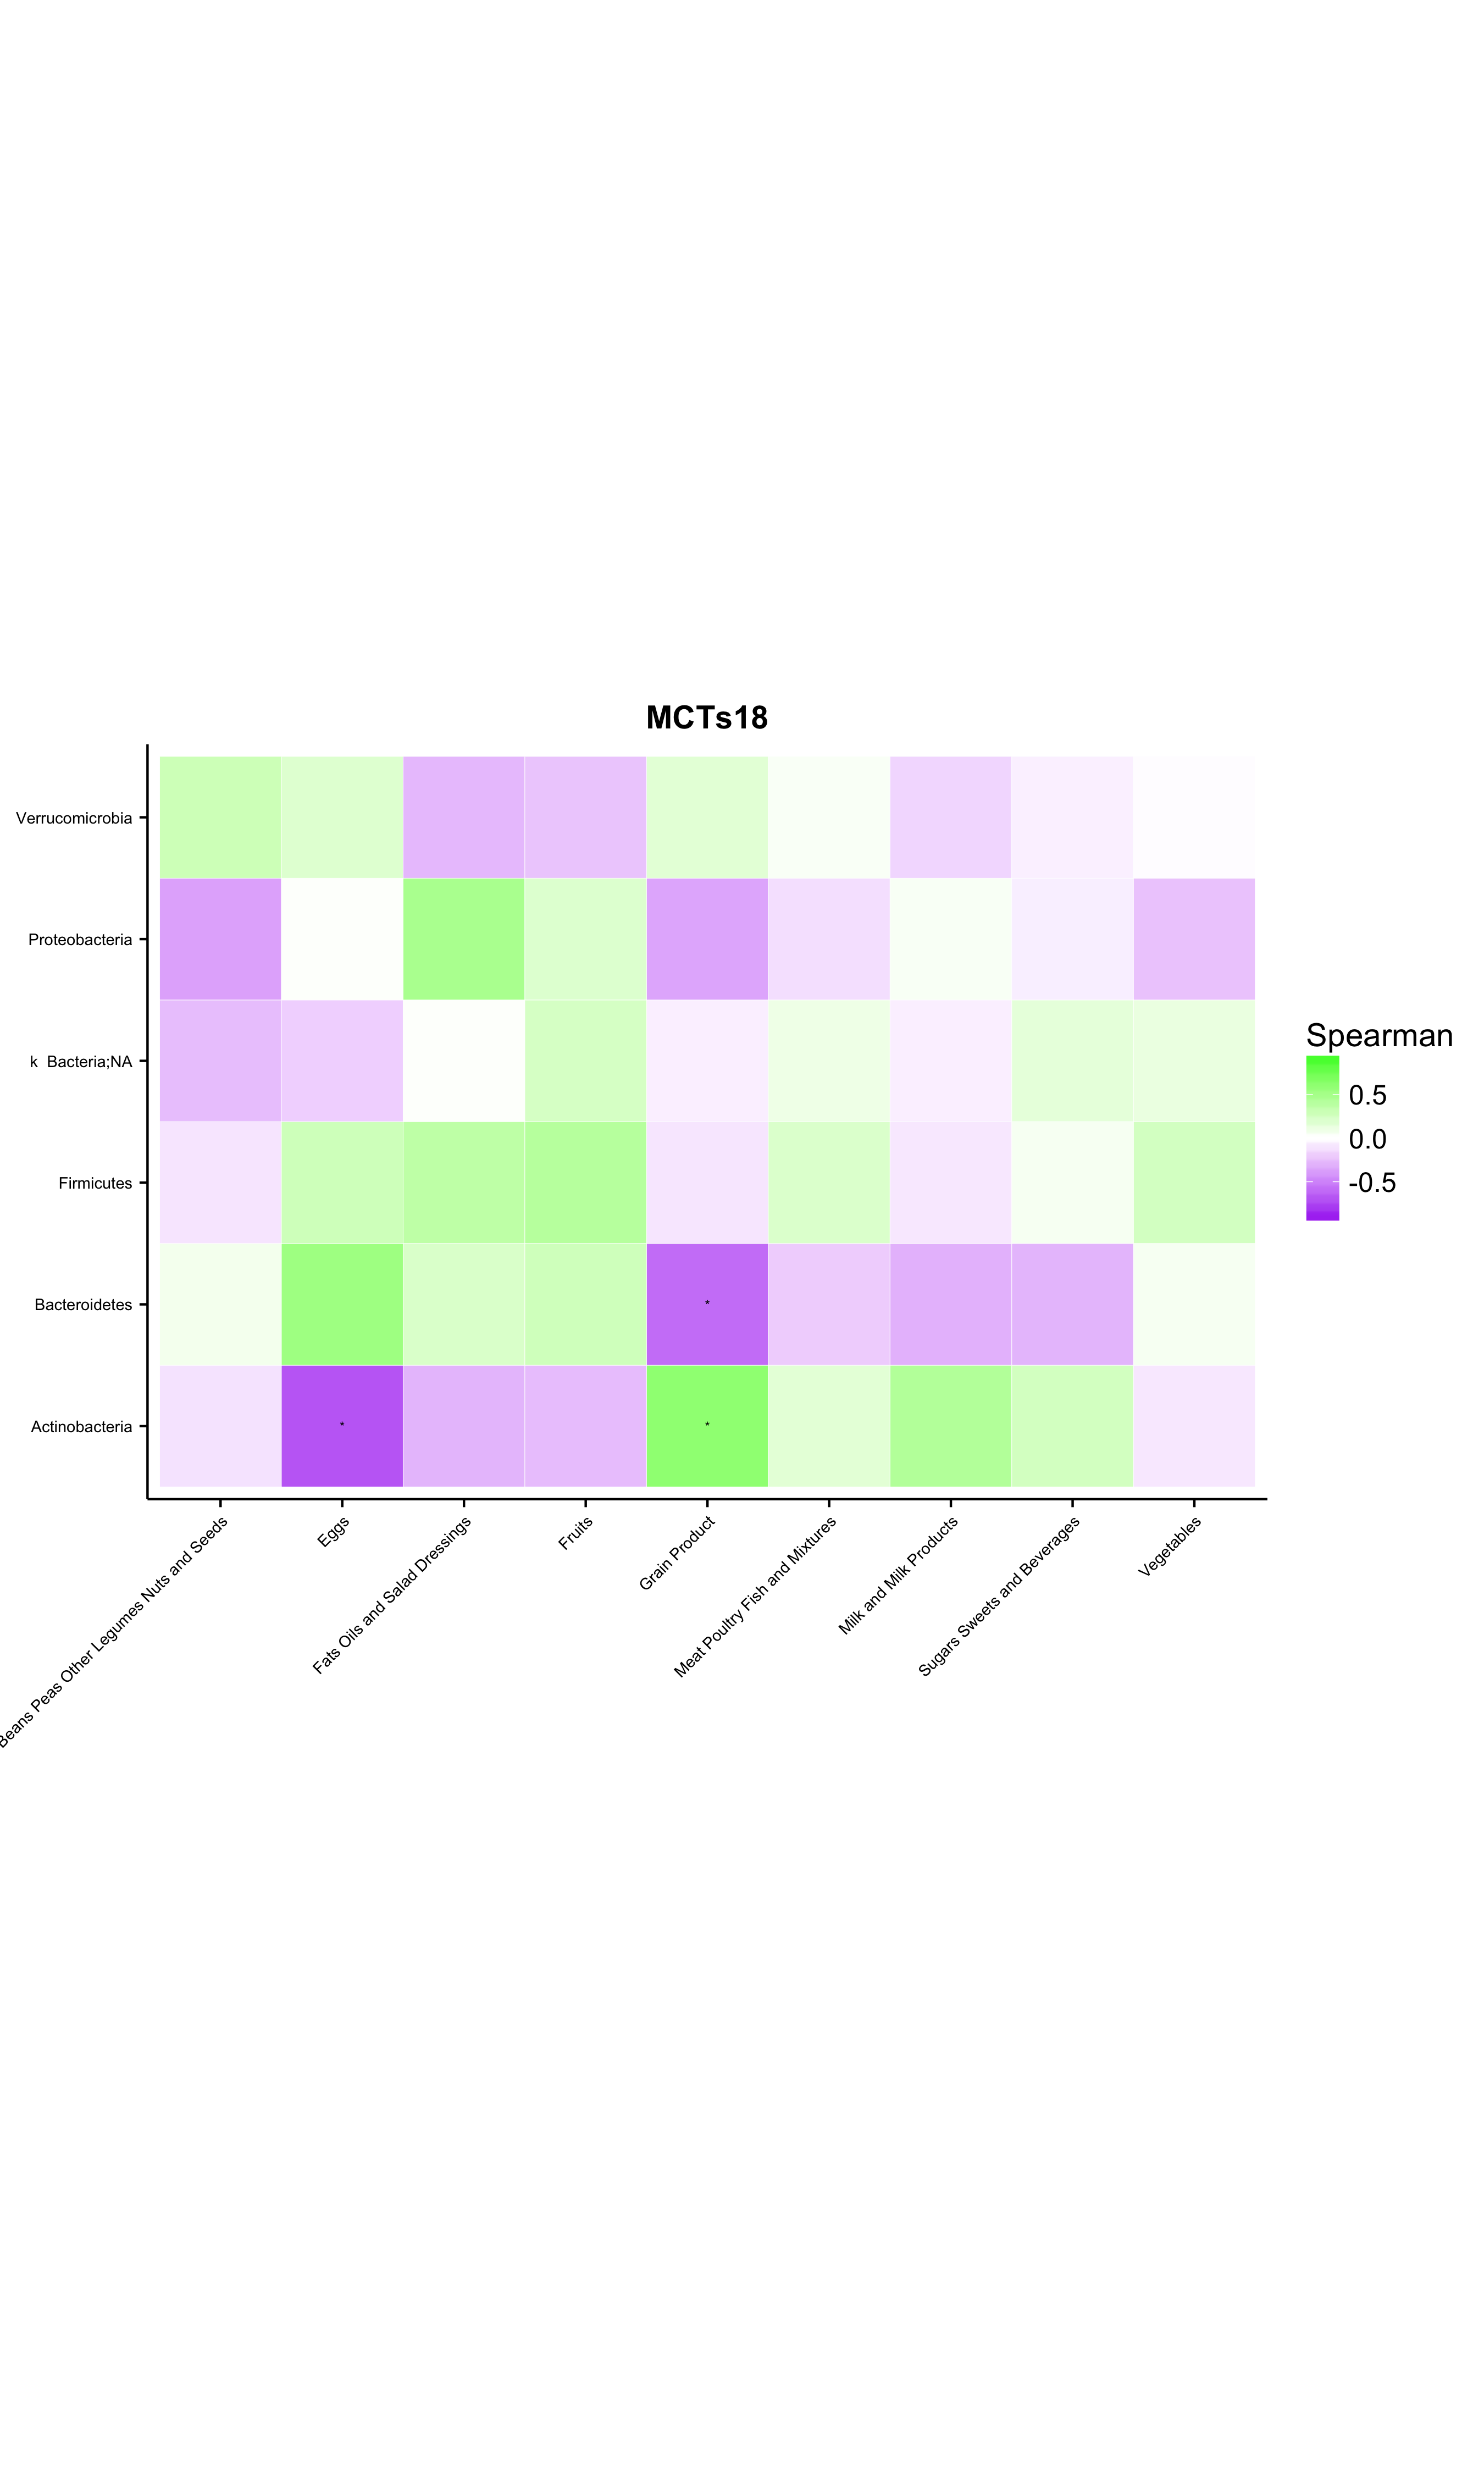 MCTs18
Verrucomicrobia
Proteobacteria
k  Bacteria;NA
Firmicutes
Bacteroidetes
*
Actinobacteria
*
*
Beans Peas Other Legumes Nuts and Seeds
Eggs
Fats Oils and Salad Dressings
Fruits
Grain Product
Meat Poultry Fish and Mixtures
Milk and Milk Products
Sugars Sweets and Beverages
Vegetables
Spearman
0.5
0.0
-0.5